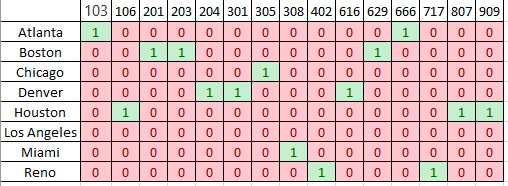 103 106 201 203 204 301 305 308 402 616 629 666 717 807 909
Atlanta 1 0 0 0 0 0 0 0 0 0 0 1 0 0 0
Boston 0 0 1 1 0 0 0 0 0 0 1 0 0 0 0
Chicago 0 0 0 0 0 0 1 0 0 0 0 0 0 0 0
Denver 0 0 0 0 1 1 0 0 0 1 0 0 0 0 0
Houston 0 1 0 0 0 0 0 0 0 0 0 0 0 1 1
Los Angeles 0 0 0 0 0 0 0 0 0 0 0 0 0 0 0
Miami 0 0 0 0 0 0 0 1 0 0 0 0 0 0 0
Reno 0 0 0 0 0 0 0 0 1 0 0 0 1 0 0